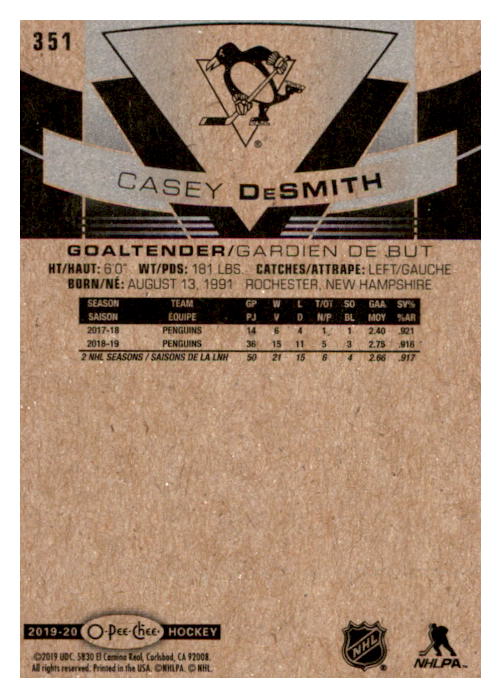 351
®
CASEY DeSMITH
GOALTENDER/GARDIEN DE BUT
HT/HAUT: 6'0" WT/PDS: 181 LBS. CATCHES/ATTRAPE: LEFT/GAUCHE
BORN/NÉ: AUGUST 13, 1991 ROCHESTER, NEW HAMPSHIRE
SEASON TEAM GP W L T/OT SO GAA SV%
SAISON ÉQUIPE PJ V D N/P BL MOY %AR
2017-18 PENGUINS 14 6 4 1 1 2.40 .921
2018-19 PENGUINS 36 15 11 5 3 2.75 .916
2 NHL SEASONS / SAISONS DE LA LNH 50 21 15 6 4 2.66 .917
2019-20 O-Pee-Chee HOCKEY
©2019 UDC. 5830 El Camino Real, Carlsbad, CA 92008.
All rights reserved. Printed in the USA. ©NHLPA. © NHL.
NHL
NHLPA